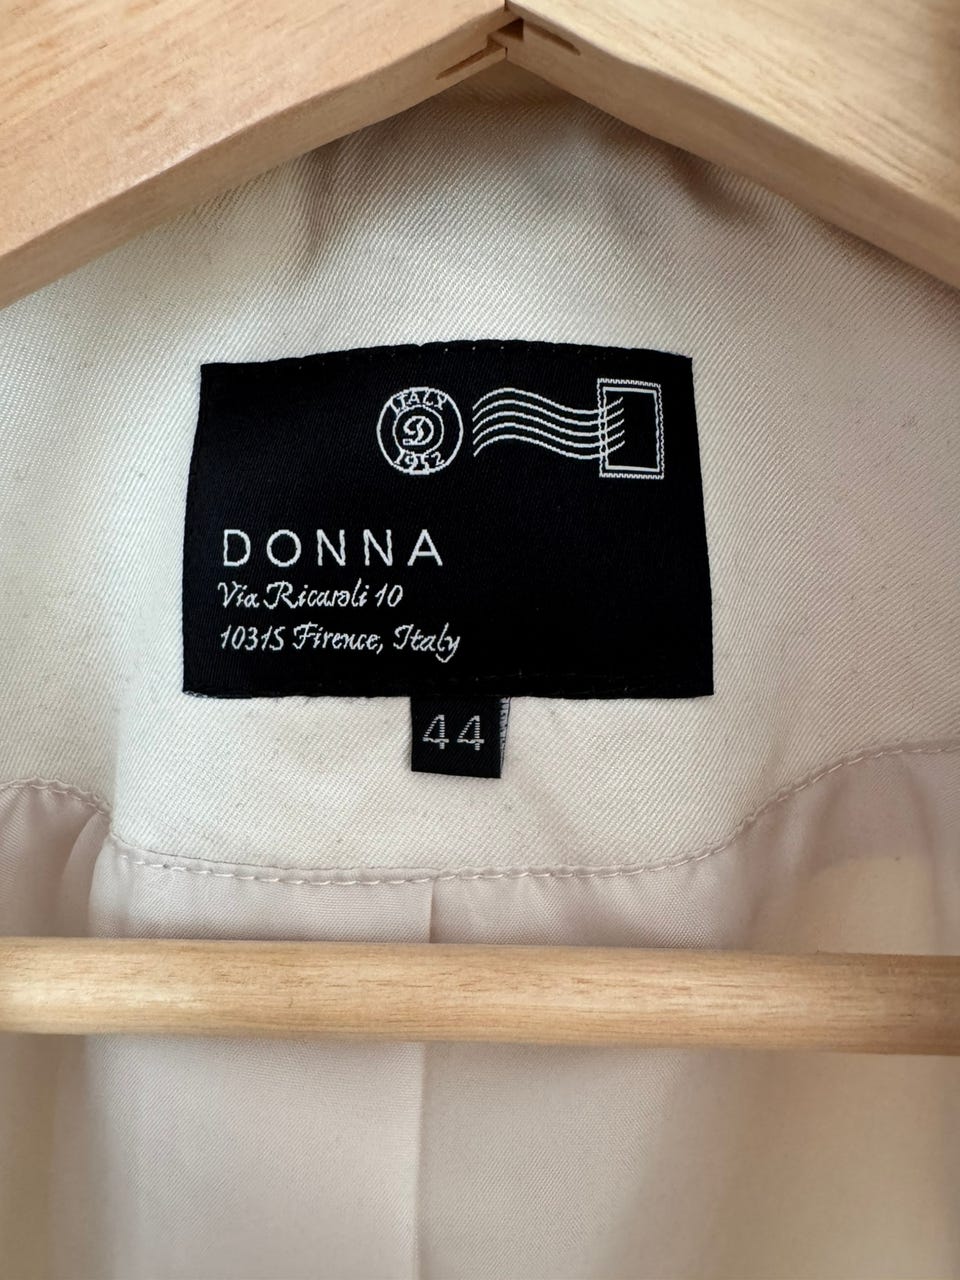 ITALY
D
1952
DONNA
Via Ricasoli 10
10315 Firence, Italy
44